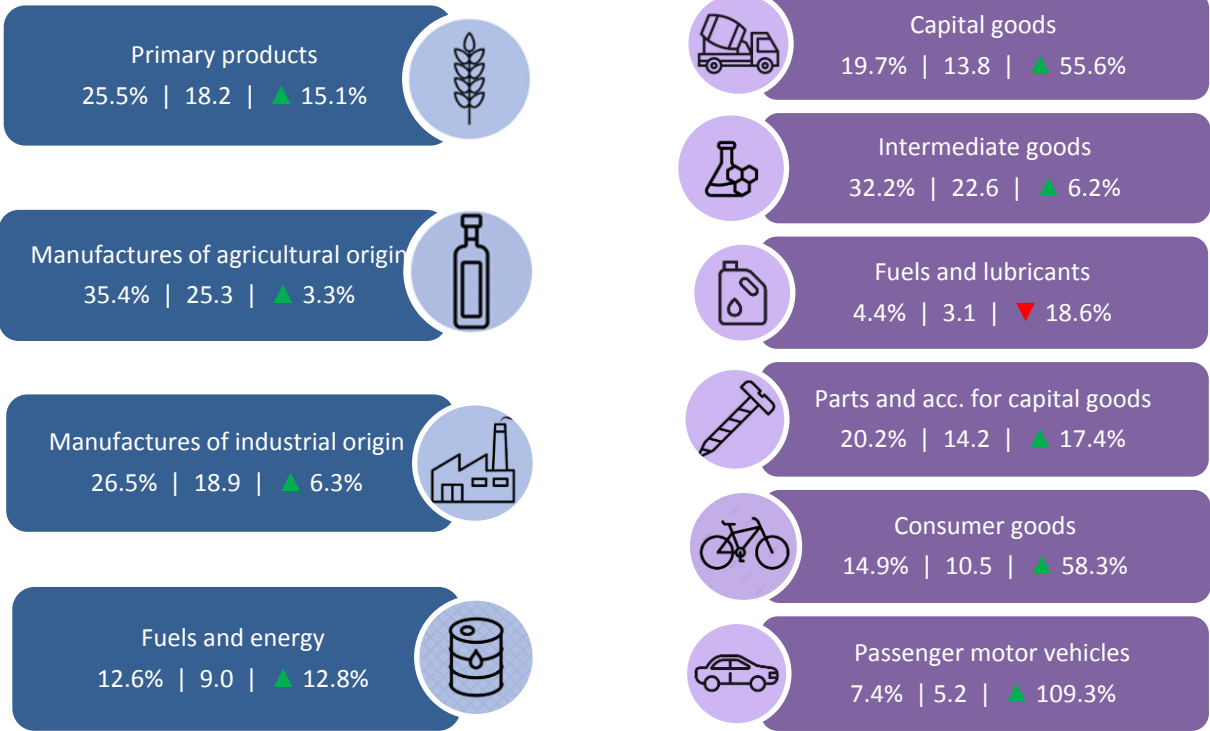 Primary products
25.5% | 18.2 | ▲ 15.1%
Manufactures of agricultural origin
35.4% | 25.3 | ▲ 3.3%
Manufactures of industrial origin
26.5% | 18.9 | ▲ 6.3%
Fuels and energy
12.6% | 9.0 | ▲ 12.8%
Capital goods
19.7% | 13.8 | ▲ 55.6%
Intermediate goods
32.2% | 22.6 | ▲ 6.2%
Fuels and lubricants
4.4% | 3.1 | ▼ 18.6%
Parts and acc. for capital goods
20.2% | 14.2 | ▲ 17.4%
Consumer goods
14.9% | 10.5 | ▲ 58.3%
Passenger motor vehicles
7.4% | 5.2 | ▲ 109.3%